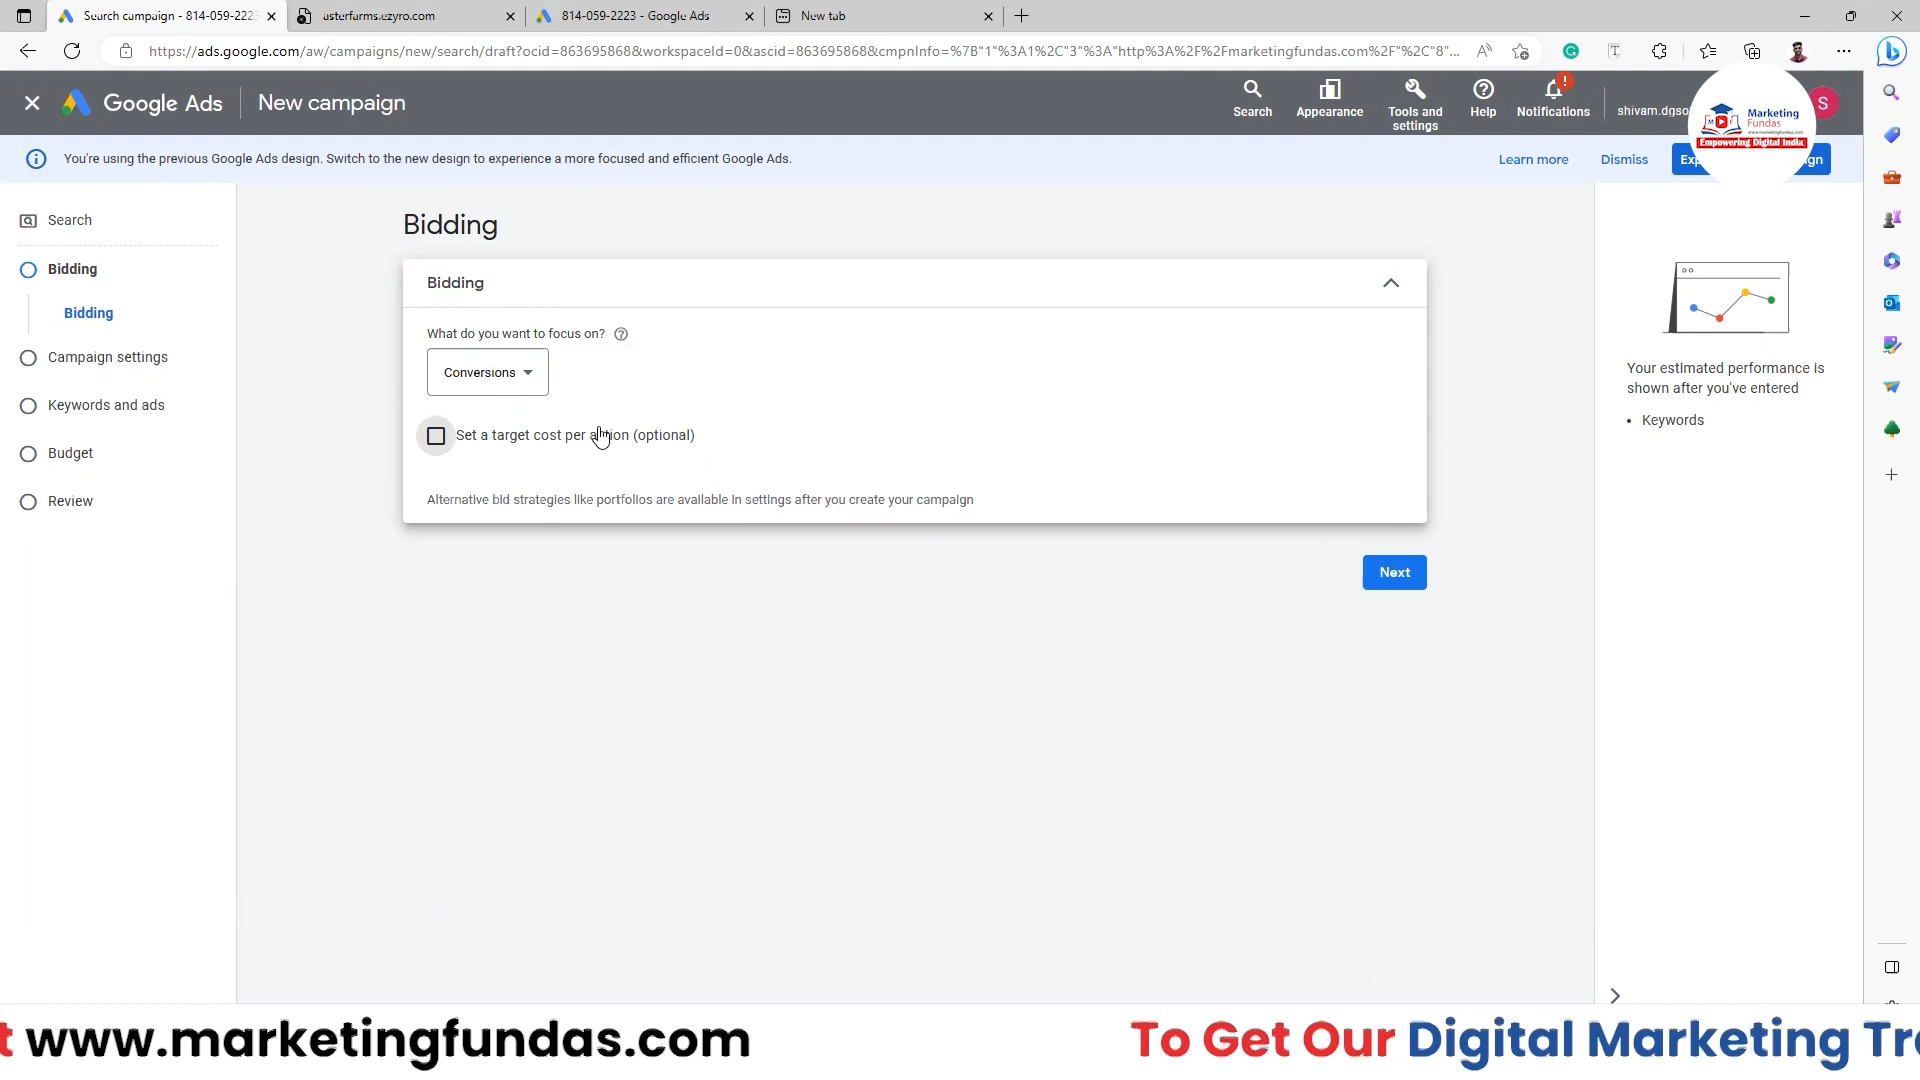 Search campaign - 814-059-222
asterfarms.ezyro.com
814-059-2223 - Google Ads
New tab
https://ads.google.com/aw/campaigns/new/search/draft?ocid=863695868&workspaceId=0&ascid=863695868&cmpnInfo=%7B"1"%3A1%2C"3"%3A"http%3A%2F%2Fmarketingfundas.com%2F"%2C"8"...
Google Ads
New campaign
Search
Appearance
Tools and
settings
Help
Notifications
shivam.dgso
S
Marketing
Fundas
www.marketingfundas.com
Empowering Digital India
You're using the previous Google Ads design. Switch to the new design to experience a more focused and efficient Google Ads.
Learn more
Dismiss
Search
Bidding
Bidding
Campaign settings
Keywords and ads
Budget
Review
Bidding
Bidding
What do you want to focus on?
Conversions
Set a target cost per action (optional)
Alternative bid strategies like portfolios are available in settings after you create your campaign
Next
Your estimated performance is
shown after you've entered
• Keywords
t www.marketingfundas.com
To Get Our Digital Marketing Tra